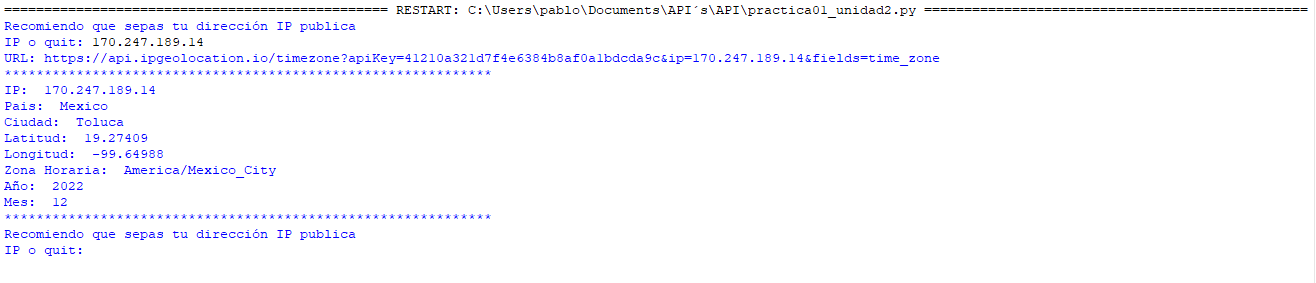 ================================================ RESTART: C:\Users\pablo\Documents\API´s\API\practica01_unidad2.py ================================================
Recomiendo que sepas tu dirección IP publica
IP o quit: 170.247.189.14
URL: https://api.ipgeolocation.io/timezone?apiKey=41210a321d7f4e6384b8af0a1bdcda9c&ip=170.247.189.14&fields=time_zone
*************************************************************
IP:  170.247.189.14
Pais:  Mexico
Ciudad:  Toluca
Latitud:  19.27409
Longitud:  -99.64988
Zona Horaria:  America/Mexico_City
Año:  2022
Mes:  12
*************************************************************
Recomiendo que sepas tu dirección IP publica
IP o quit: